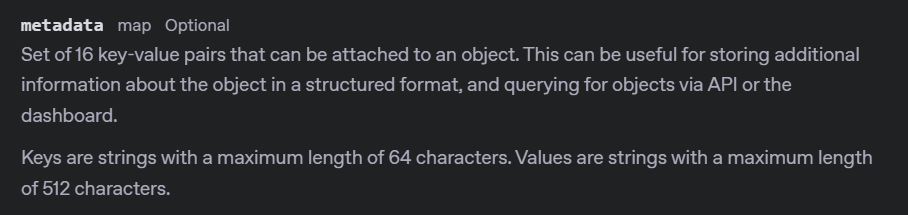 metadata map Optional
Set of 16 key-value pairs that can be attached to an object. This can be useful for storing additional
information about the object in a structured format, and querying for objects via API or the
dashboard.
Keys are strings with a maximum length of 64 characters. Values are strings with a maximum length
of 512 characters.